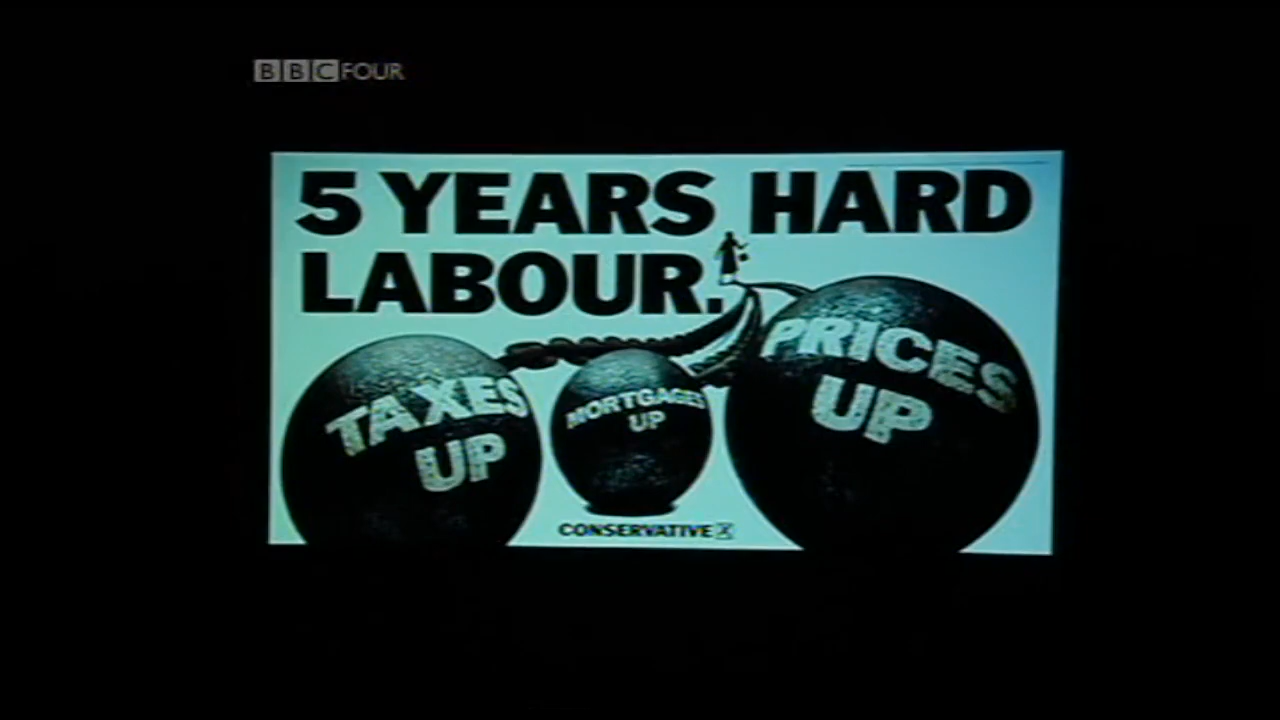 BBC FOUR
5 YEARS HARD
LABOUR.
TAXES
UP
MORTGAGES
UP
PRICES
UP
CONSERVATIVE